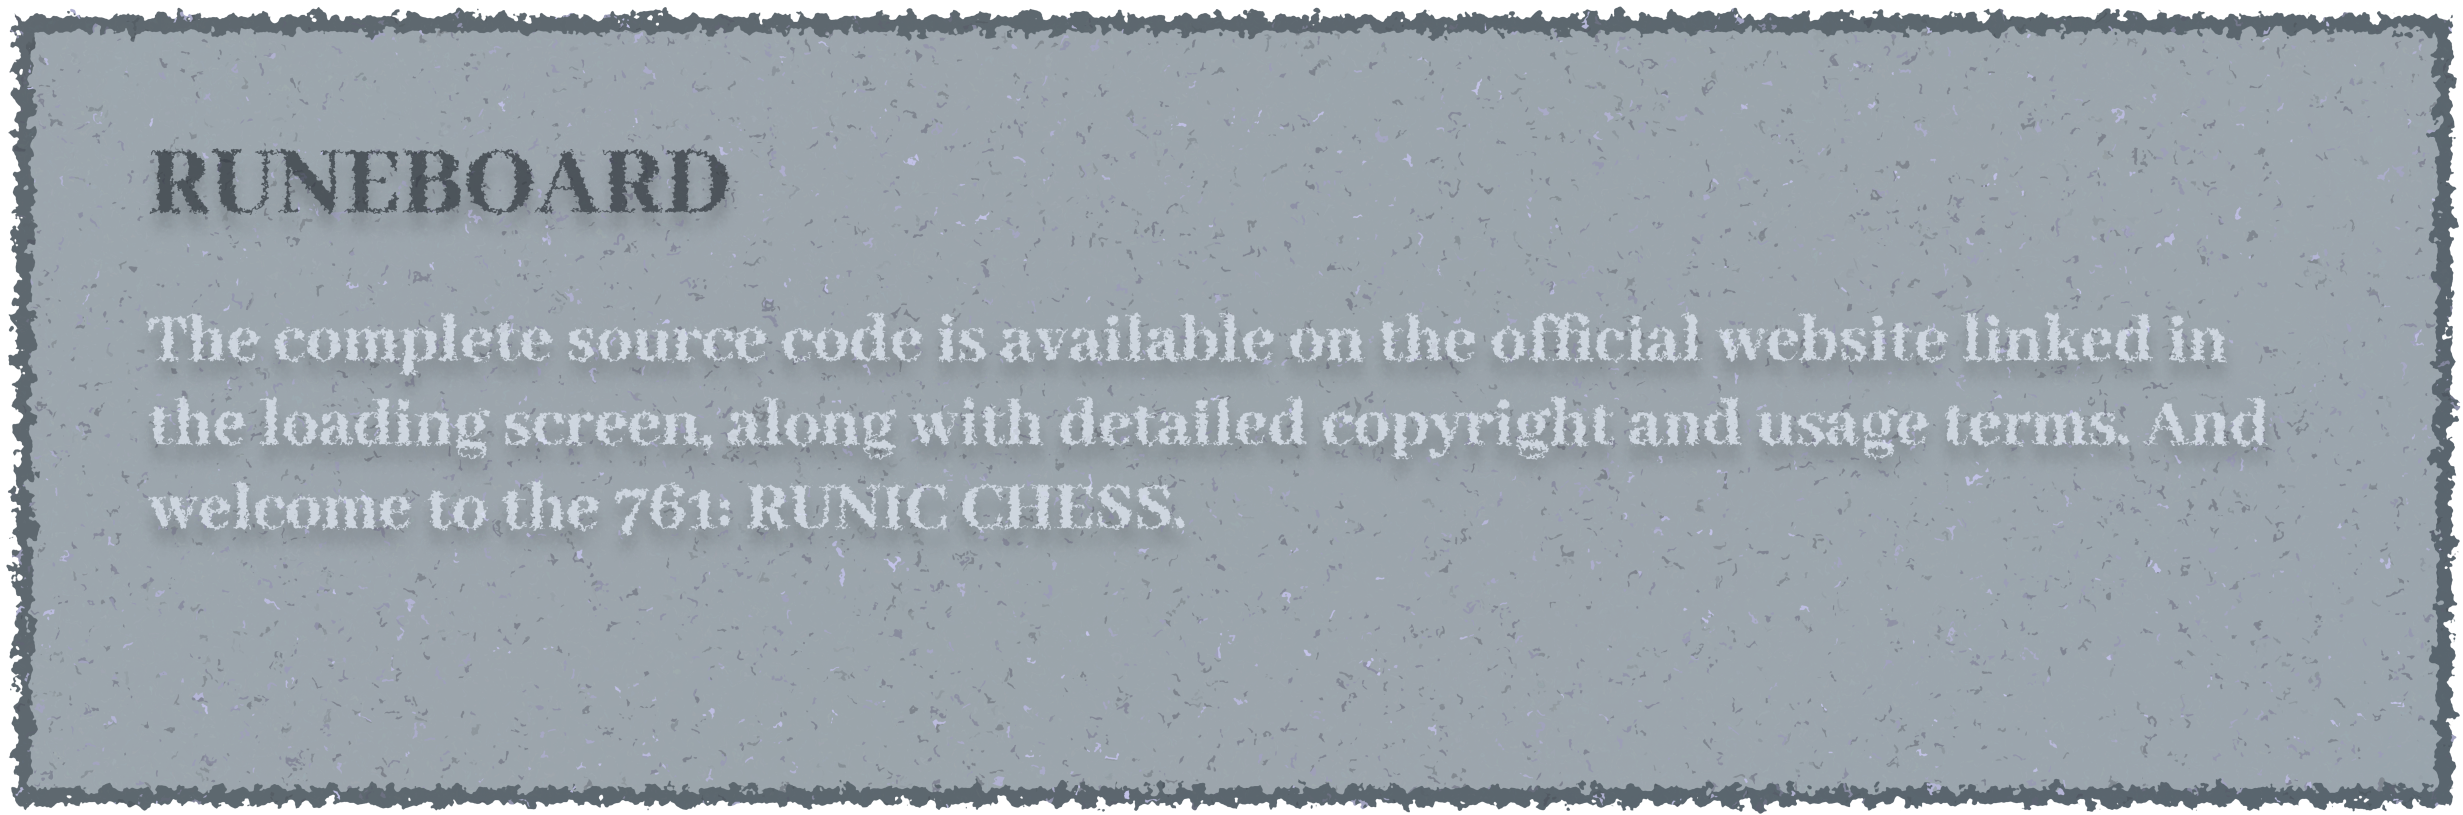 RUNEBOARD
The complete source code is available on the official website linked in
the loading screen, along with detailed copyright and usage terms. And
welcome to the 761: RUNIC CHESS.